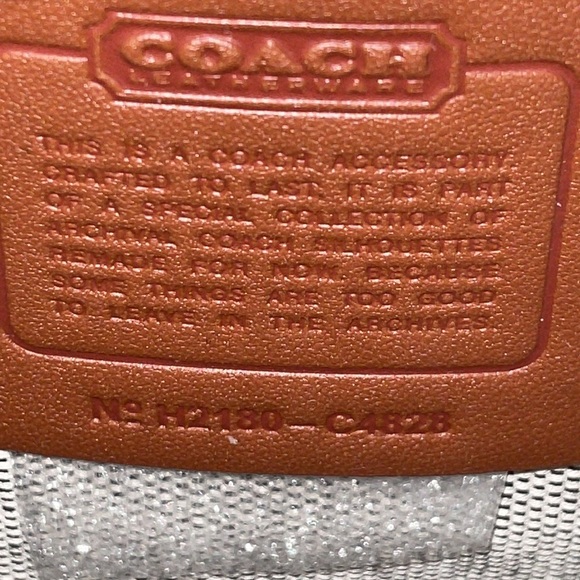 COACH
LEATHERWARE
THIS IS A COACH ACCESSORY
CRAFTED TO LAST. IT IS PART
OF A SPECIAL COLLECTION OF
ARCHIVAL COACH SILHOUETTES
REMADE FOR NOW, BECAUSE
SOME THINGS ARE TOO GOOD
TO LEAVE IN THE ARCHIVES.
No H2180-C4828